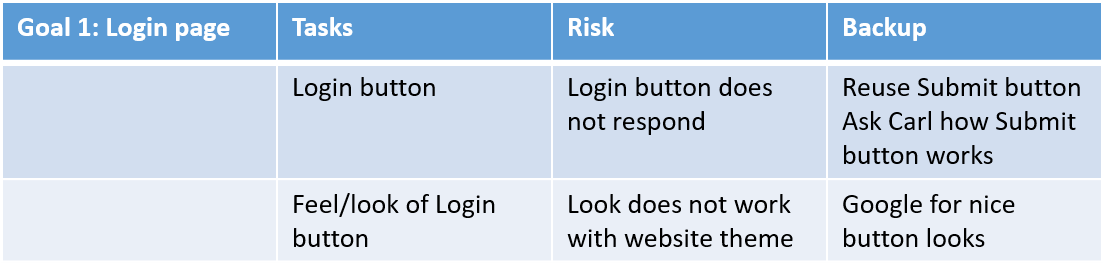 Goal 1: Login page Tasks Risk Backup
Login button Login button does Reuse Submit button
not respond Ask Carl how Submit
button works
Feel/look of Login Look does not work Google for nice
button with website theme button looks